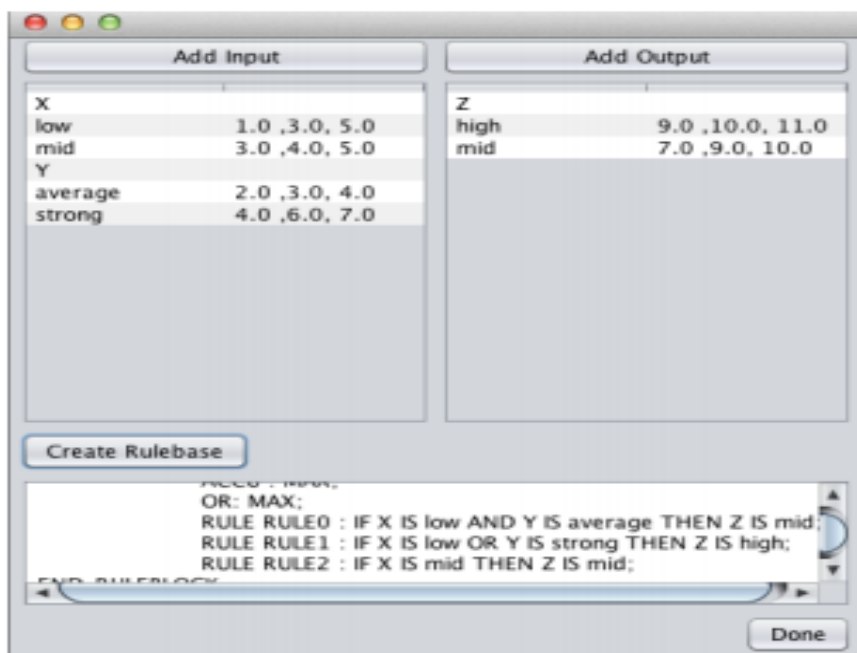 Add Input
Add Output
X
low 1.0 ,3.0, 5.0
mid 3.0 ,4.0, 5.0
Y
average 2.0 ,3.0, 4.0
strong 4.0 ,6.0, 7.0
Z
high 9.0 ,10.0, 11.0
mid 7.0 ,9.0, 10.0
Create Rulebase
OR: MAX;
RULE RULE0 : IF X IS low AND Y IS average THEN Z IS mid;
RULE RULE1 : IF X IS low OR Y IS strong THEN Z IS high;
RULE RULE2 : IF X IS mid THEN Z IS mid;
Done